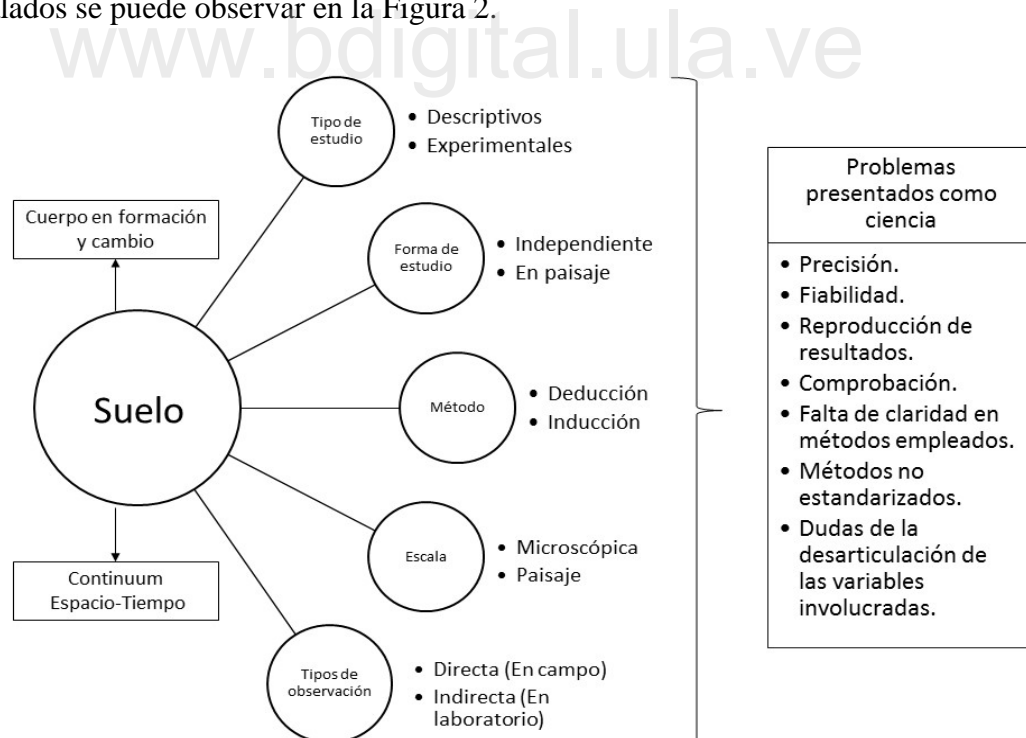 lados se puede observar en la Figura 2.
www.bdigital.ula.ve
Tipo de
estudio
• Descriptivos
• Experimentales
Cuerpo en formación
y cambio
Forma de
estudio
• Independiente
• En paisaje
Suelo
Método
• Deducción
• Inducción
Escala
• Microscópica
• Paisaje
Continuum
Espacio-Tiempo
Tipos de
observación
• Directa (En campo)
• Indirecta (En
laboratorio)
Problemas
presentados como
ciencia
• Precisión.
• Fiabilidad.
• Reproducción de
resultados.
• Comprobación.
• Falta de claridad en
métodos empleados.
• Métodos no
estandarizados.
• Dudas de la
desarticulación de
las variables
involucradas.